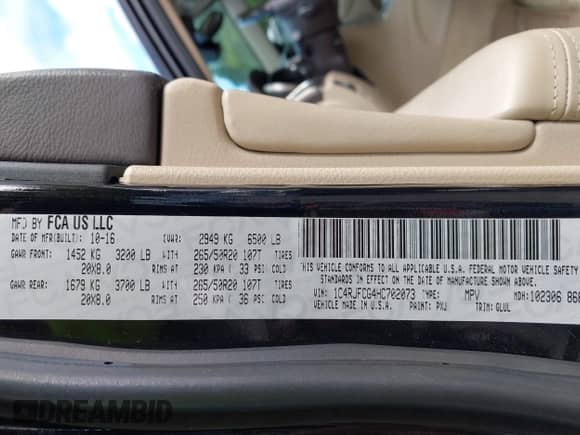 MFD BY FCA US LLC
DATE OF MFR(BUILT): 10-16 GVWR: 2949 KG 6500 LB
GAWR FRONT: 1452 KG 3200 LB WITH 265/50R20 107T TIRES
20X8.0 RIMS AT 230 KPA ( 33 PSI) COLD
GAWR REAR: 1679 KG 3700 LB WITH 265/50R20 107T TIRES
20X8.0 RIMS AT 250 KPA ( 36 PSI) COLD
THIS VEHICLE CONFORMS TO ALL APPLICABLE U.S.A. FEDERAL MOTOR VEHICLE SAFETY
STANDARDS IN EFFECT ON THE DATE OF MANUFACTURE SHOWN ABOVE.
VIN: 1C4RJFCG4HC702073 TYPE: MPV MDH: 102306 868
VEHICLE MADE IN U.S.A. PAINT: PXJ TRIM: GLUL
DREAMBID